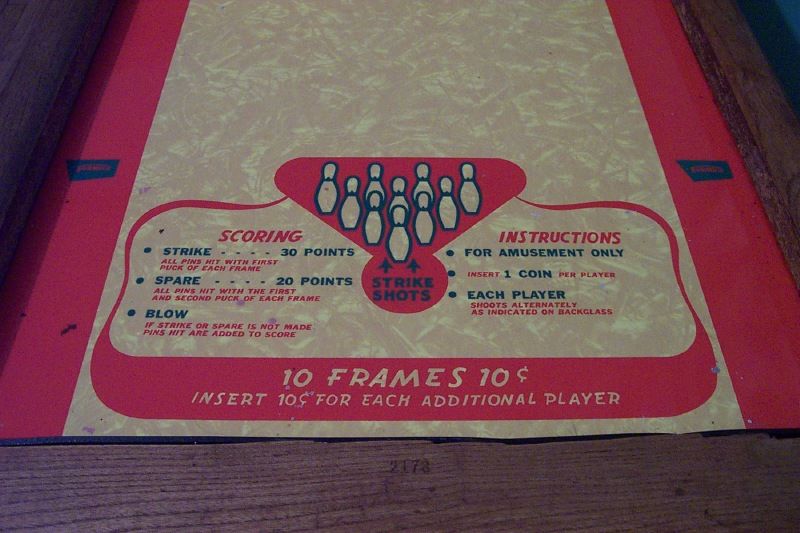 SCORING
STRIKE - - - - 30 POINTS
ALL PINS HIT WITH FIRST
PUCK OF EACH FRAME
SPARE - - - - 20 POINTS
ALL PINS HIT WITH THE FIRST
AND SECOND PUCK OF EACH FRAME
BLOW
IF STRIKE OR SPARE IS NOT MADE
PINS HIT ARE ADDED TO SCORE
STRIKE
SHOTS
INSTRUCTIONS
FOR AMUSEMENT ONLY
INSERT 1 COIN PER PLAYER
EACH PLAYER
SHOOTS ALTERNATELY
AS INDICATED ON BACKGLASS
10 FRAMES 10¢
INSERT 10¢ FOR EACH ADDITIONAL PLAYER
2173